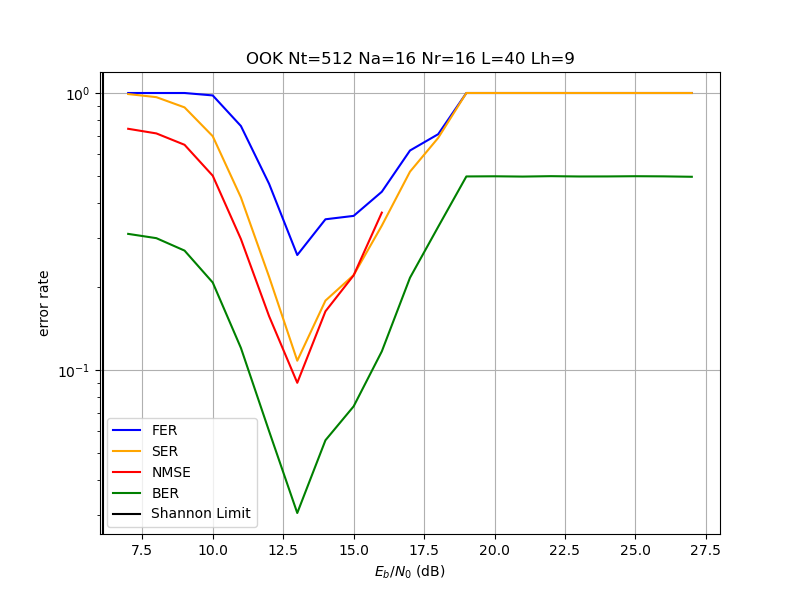 OOK Nt=512 Na=16 Nr=16 L=40 Lh=9
10⁰
10⁻¹
error rate
FER
SER
NMSE
BER
Shannon Limit
7.5 10.0 12.5 15.0 17.5 20.0 22.5 25.0 27.5
E_b/N_0 (dB)